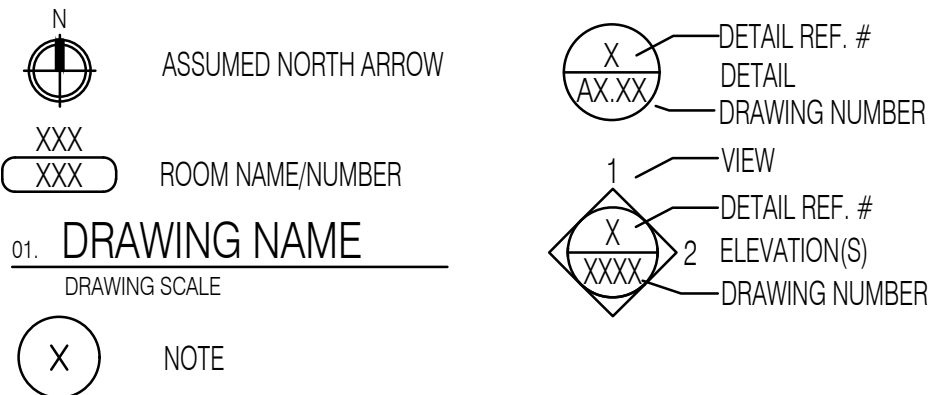 N
ASSUMED NORTH ARROW
XXX
XXX
ROOM NAME/NUMBER
01. DRAWING NAME
DRAWING SCALE
X
NOTE
X
AX.XX
DETAIL REF. #
DETAIL
DRAWING NUMBER
1
VIEW
X
XXXX
2
DETAIL REF. #
ELEVATION(S)
DRAWING NUMBER